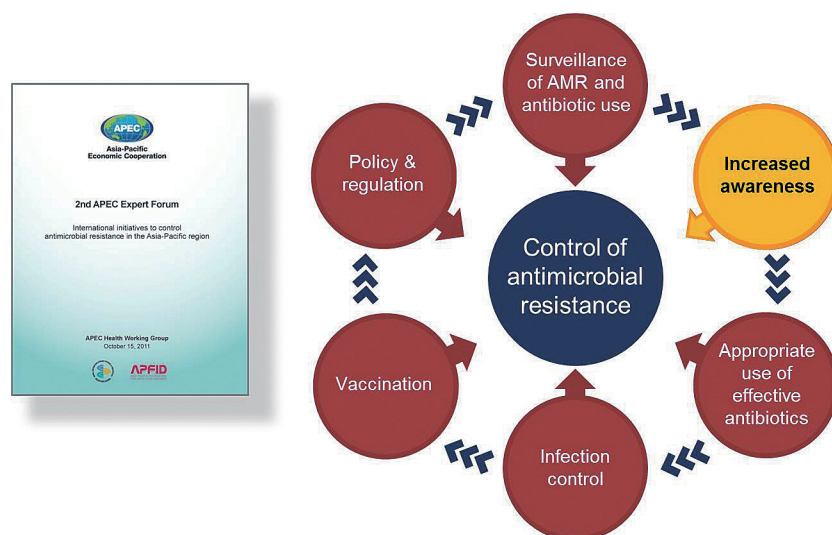 APEC
Asia-Pacific
Economic Cooperation
2nd APEC Expert Forum
International initiatives to control
antimicrobial resistance in the Asia-Pacific region
APEC Health Working Group
October 15, 2011
APFID
Surveillance
of AMR and
antibiotic use
Increased
awareness
Appropriate
use of
effective
antibiotics
Infection
control
Vaccination
Policy &
regulation
Control of
antimicrobial
resistance